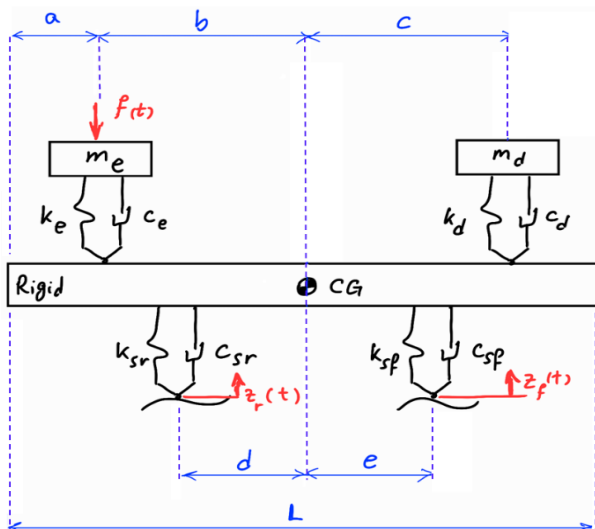 a b c
f(t)
me md
ke ce kd cd
Rigid CG
ksr csr ksf csf
zr(t) zf(t)
d e
L